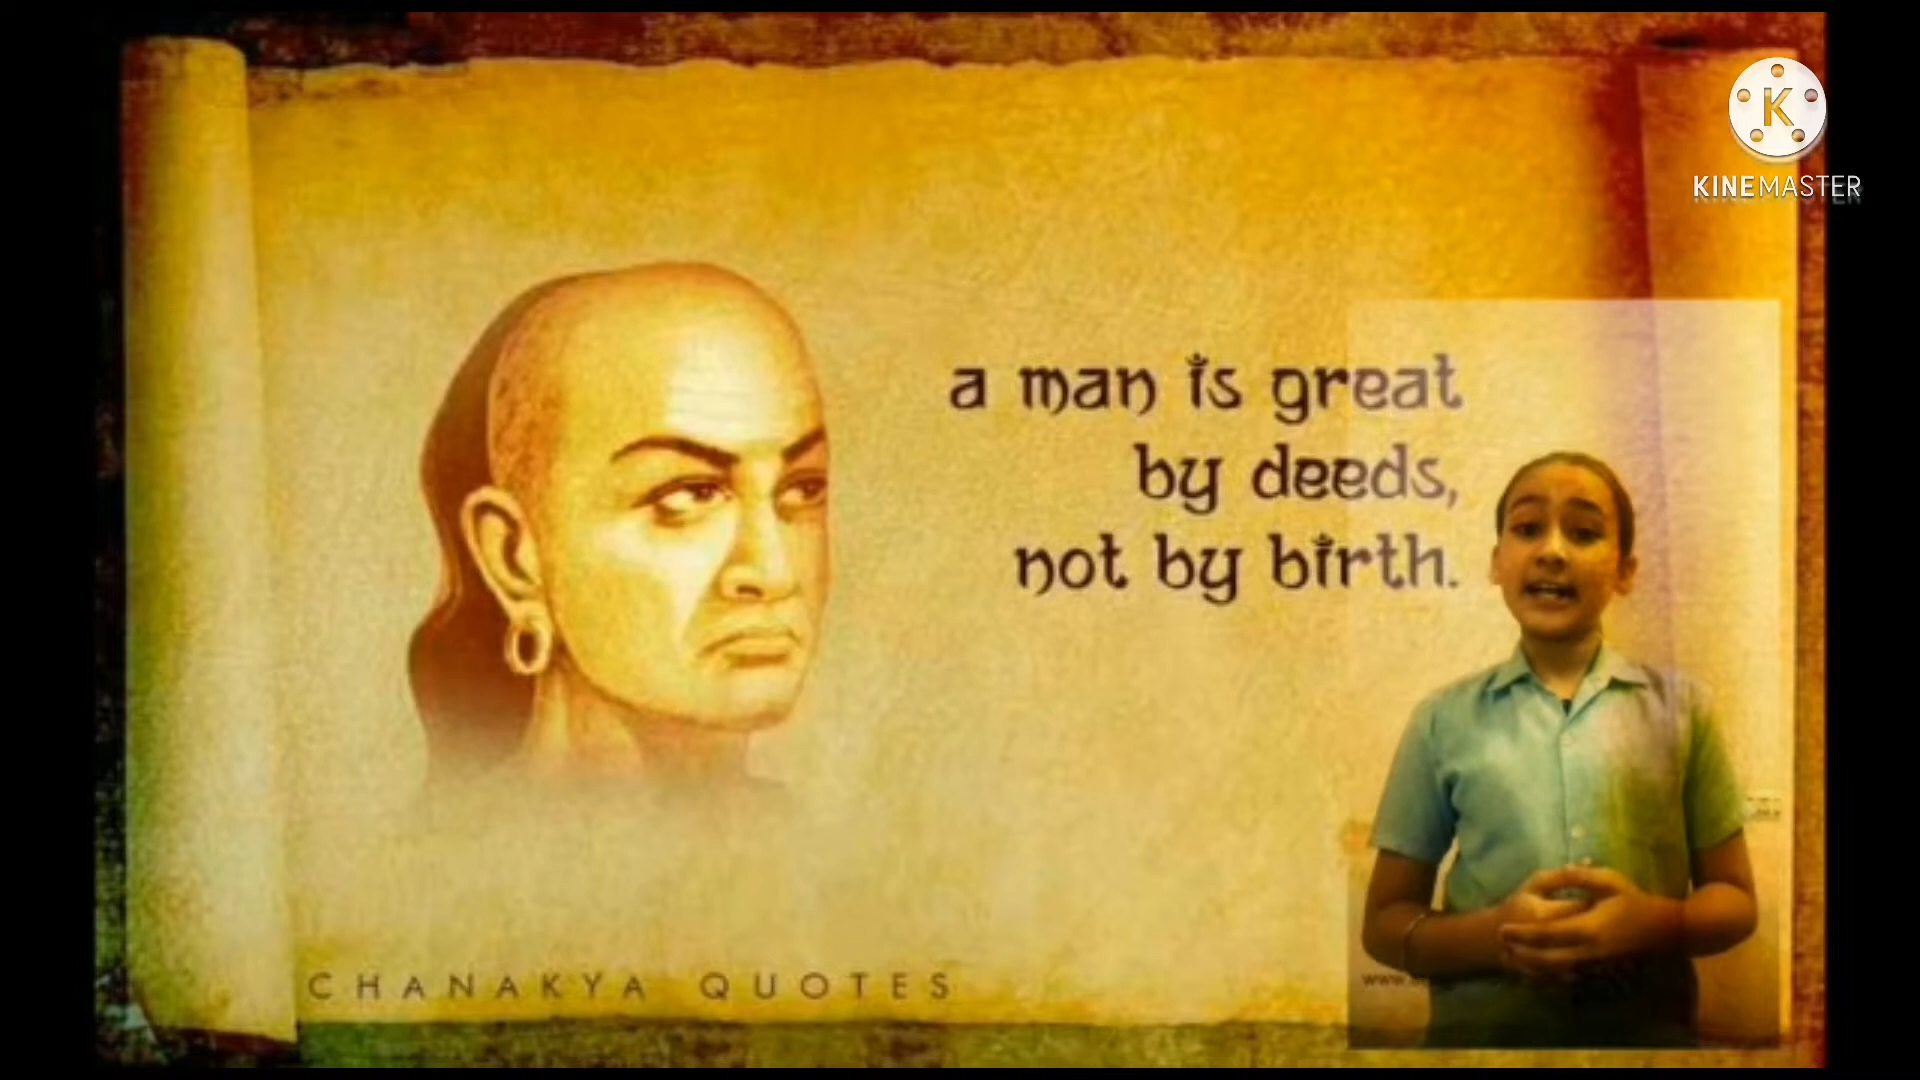 KINEMASTER
a man is great
by deeds,
not by birth.
CHANAKYA QUOTES